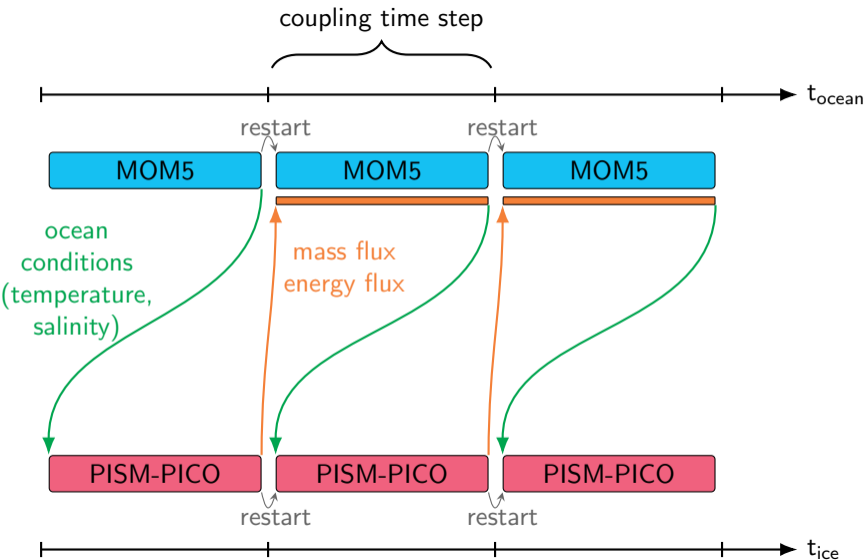 coupling time step
t_ocean
restart restart
MOM5 MOM5 MOM5
ocean
conditions
(temperature,
salinity)
mass flux
energy flux
PISM-PICO PISM-PICO PISM-PICO
restart restart
t_ice